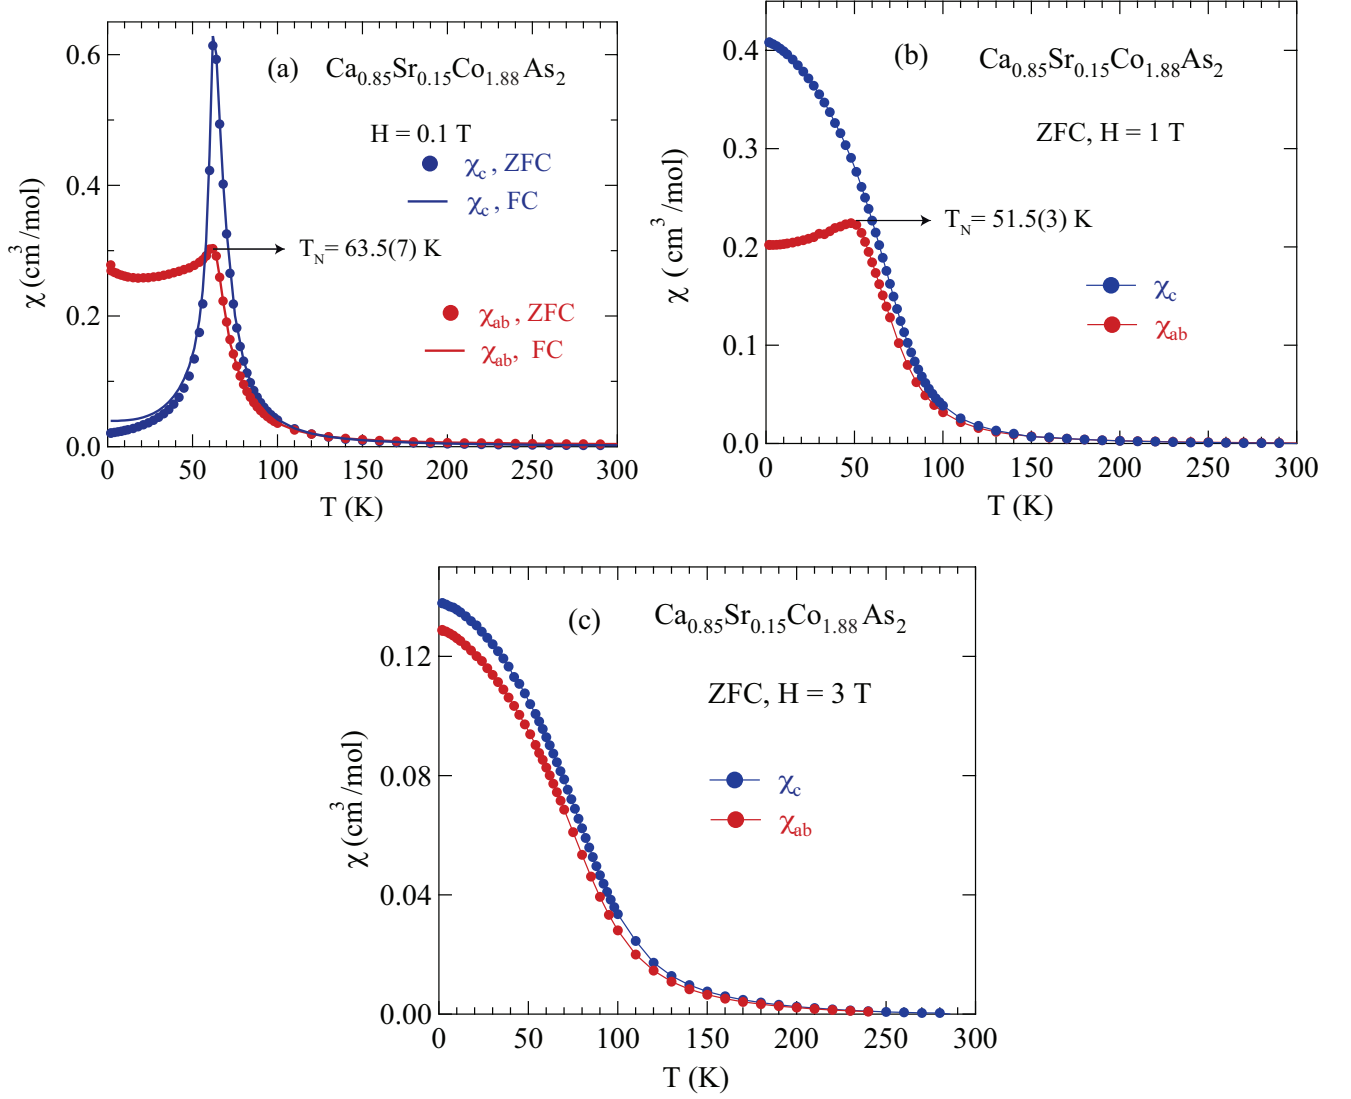 (a) Ca0.85Sr0.15Co1.88As2
H = 0.1 T
χc , ZFC
χc , FC
TN= 63.5(7) K
χab , ZFC
χab, FC
χ (cm3/mol)
0.6
0.4
0.2
0.0
0 50 100 150 200 250 300
T (K)
(b) Ca0.85Sr0.15Co1.88As2
ZFC, H = 1 T
TN= 51.5(3) K
χc
χab
χ (cm3/mol)
0.4
0.3
0.2
0.1
0.0
0 50 100 150 200 250 300
T (K)
(c) Ca0.85Sr0.15Co1.88As2
ZFC, H = 3 T
χc
χab
χ (cm3/mol)
0.12
0.08
0.04
0.00
0 50 100 150 200 250 300
T (K)